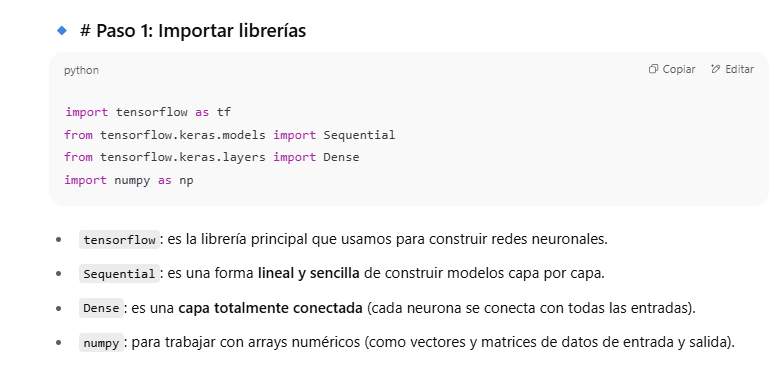 # Paso 1: Importar librerías
python
Copiar
Editar
import tensorflow as tf
from tensorflow.keras.models import Sequential
from tensorflow.keras.layers import Dense
import numpy as np
• tensorflow: es la librería principal que usamos para construir redes neuronales.
• Sequential: es una forma lineal y sencilla de construir modelos capa por capa.
• Dense: es una capa totalmente conectada (cada neurona se conecta con todas las entradas).
• numpy: para trabajar con arrays numéricos (como vectores y matrices de datos de entrada y salida).